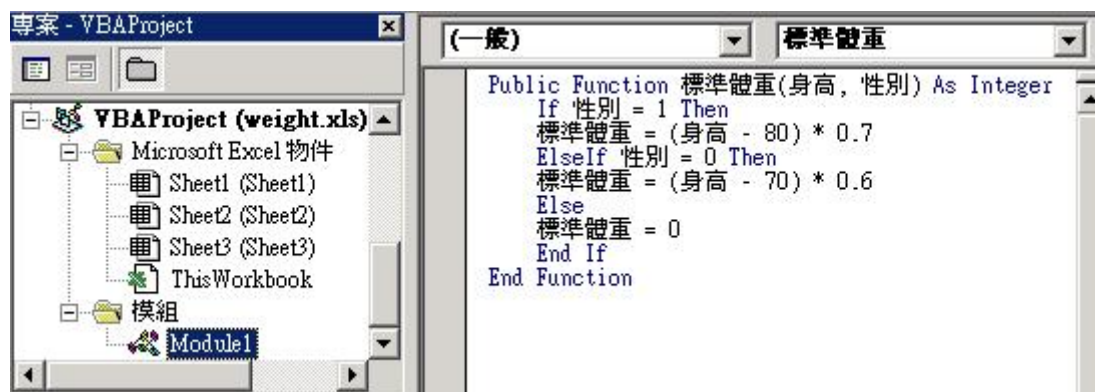 專案 - VBAProject
VBAProject (weight.xls)
Microsoft Excel 物件
Sheet1 (Sheet1)
Sheet2 (Sheet2)
Sheet3 (Sheet3)
ThisWorkbook
模組
Module1
(一般)
標準體重
Public Function 標準體重(身高, 性別) As Integer
If 性別 = 1 Then
標準體重 = (身高 - 80) * 0.7
ElseIf 性別 = 0 Then
標準體重 = (身高 - 70) * 0.6
Else
標準體重 = 0
End If
End Function